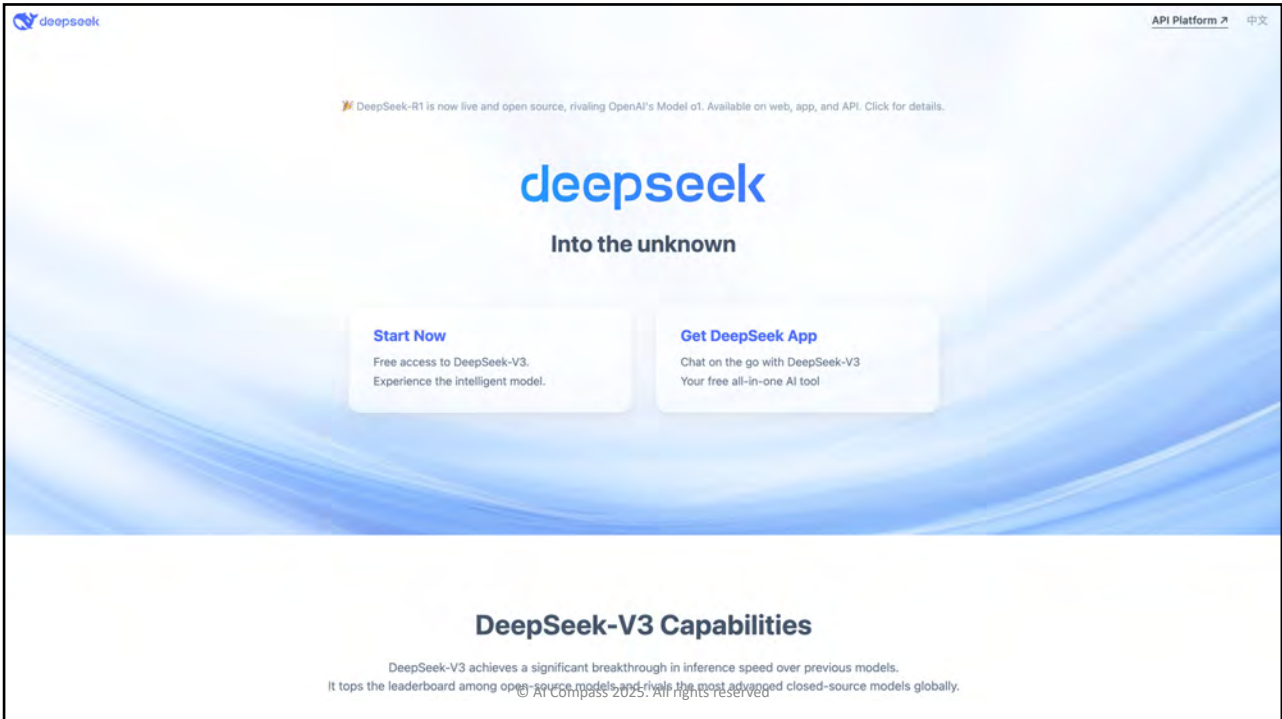 deepseek
API Platform ↗ 中文
🎉 DeepSeek-R1 is now live and open source, rivaling OpenAI's Model o1. Available on web, app, and API. Click for details.
deepseek
Into the unknown
Start Now
Free access to DeepSeek-V3.
Experience the intelligent model.
Get DeepSeek App
Chat on the go with DeepSeek-V3
Your free all-in-one AI tool
DeepSeek-V3 Capabilities
DeepSeek-V3 achieves a significant breakthrough in inference speed over previous models.
It tops the leaderboard among open-source models and rivals the most advanced closed-source models globally.
© AI Compass 2025. All rights reserved